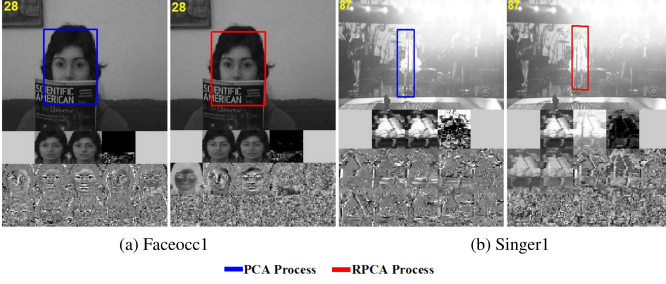 28
28
87
87
SCIENTIFIC
AMERICAN
SCIENTIFIC
AMERICAN
(a) Faceocc1
(b) Singer1
PCA Process
RPCA Process